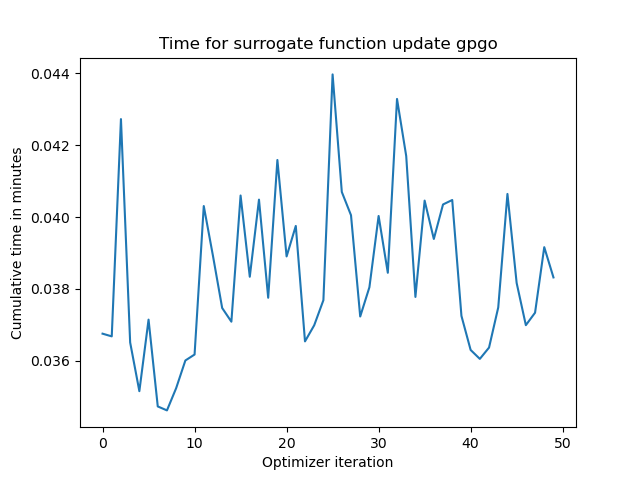 Time for surrogate function update gpgo
Cumulative time in minutes
0.044
0.042
0.040
0.038
0.036
0 10 20 30 40 50
Optimizer iteration